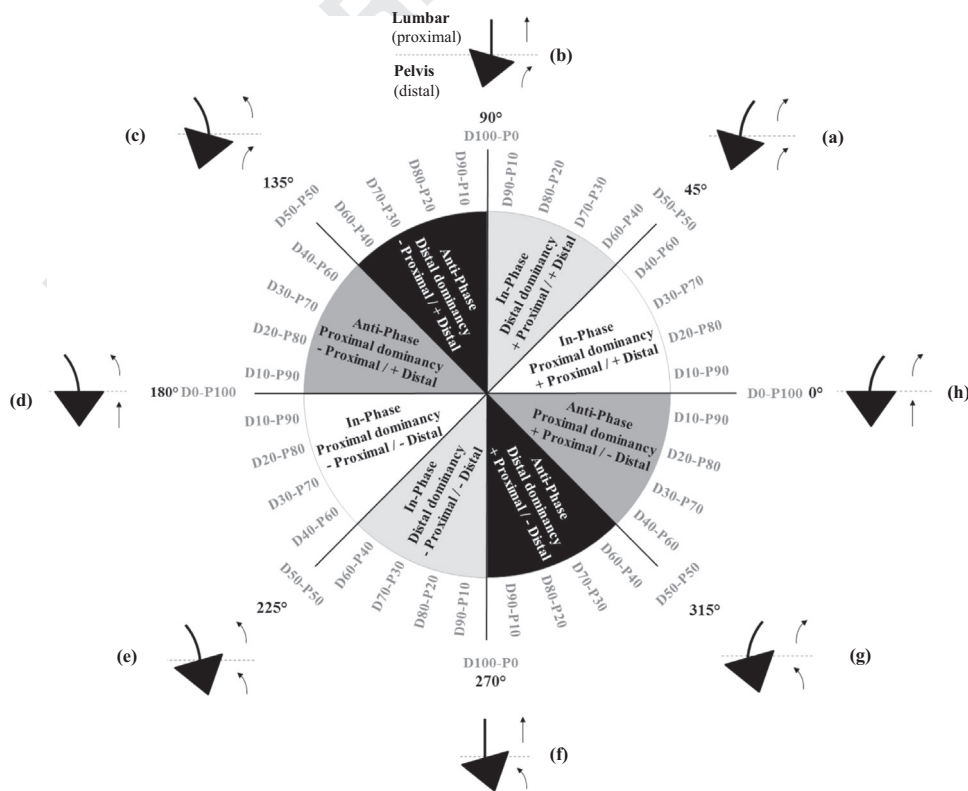 Lumbar
(proximal)
Pelvis
(distal)
(b)
(c)
(a)
90°
D100-P0
135°
45°
D50-P50
D60-P40
D70-P30
D80-P20
D90-P10
D90-P10
D80-P20
D70-P30
D60-P40
D50-P50
D40-P60
D30-P70
D20-P80
D10-P90
D40-P60
D30-P70
D20-P80
D10-P90
Anti-Phase
Distal dominancy
- Proximal / + Distal
In-Phase
Distal dominancy
+ Proximal / + Distal
Anti-Phase
Proximal dominancy
- Proximal / + Distal
In-Phase
Proximal dominancy
+ Proximal / + Distal
(d)
180° D0-P100
D0-P100 0°
(h)
In-Phase
Proximal dominancy
- Proximal / - Distal
Anti-Phase
Proximal dominancy
+ Proximal / - Distal
In-Phase
Distal dominancy
- Proximal / - Distal
Anti-Phase
Distal dominancy
+ Proximal / - Distal
D10-P90
D20-P80
D30-P70
D40-P60
D50-P50
D10-P90
D20-P80
D30-P70
D40-P60
D50-P50
D60-P40
D70-P30
D80-P20
D90-P10
D90-P10
D80-P20
D70-P30
D60-P40
225°
315°
(e)
(g)
D100-P0
270°
(f)